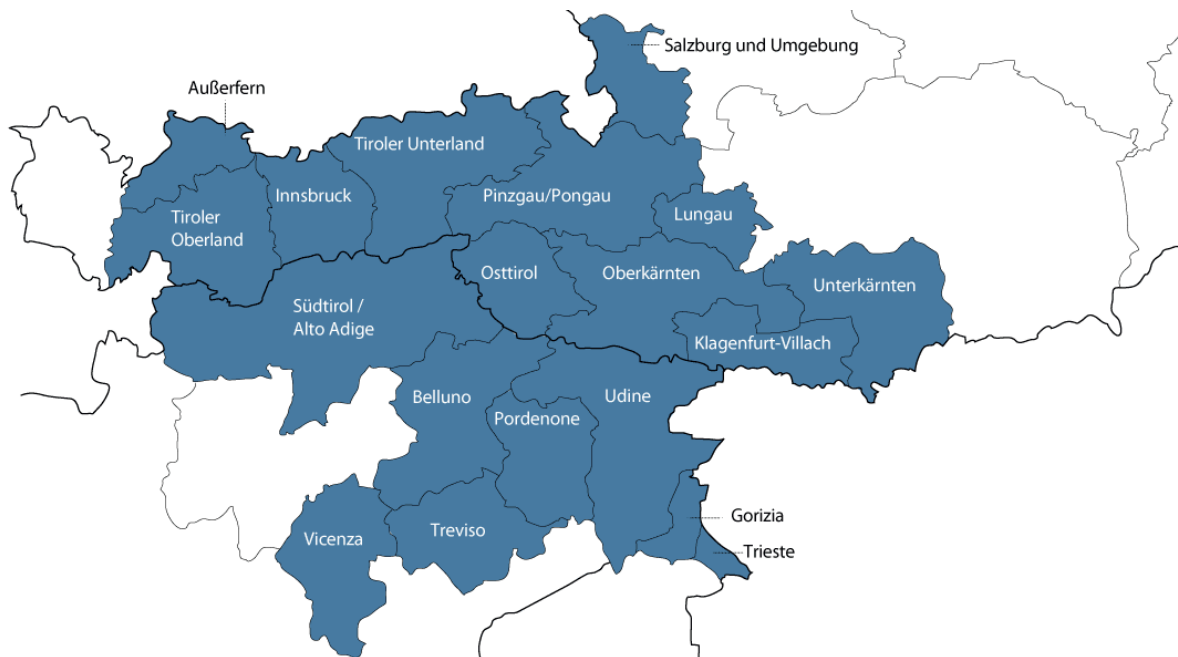 Salzburg und Umgebung
Außerfern
Tiroler Unterland
Innsbruck
Pinzgau/Pongau
Tiroler
Oberland
Lungau
Osttirol
Oberkärnten
Unterkärnten
Südtirol /
Alto Adige
Klagenfurt-Villach
Belluno
Udine
Pordenone
Gorizia
Treviso
Vicenza
Trieste